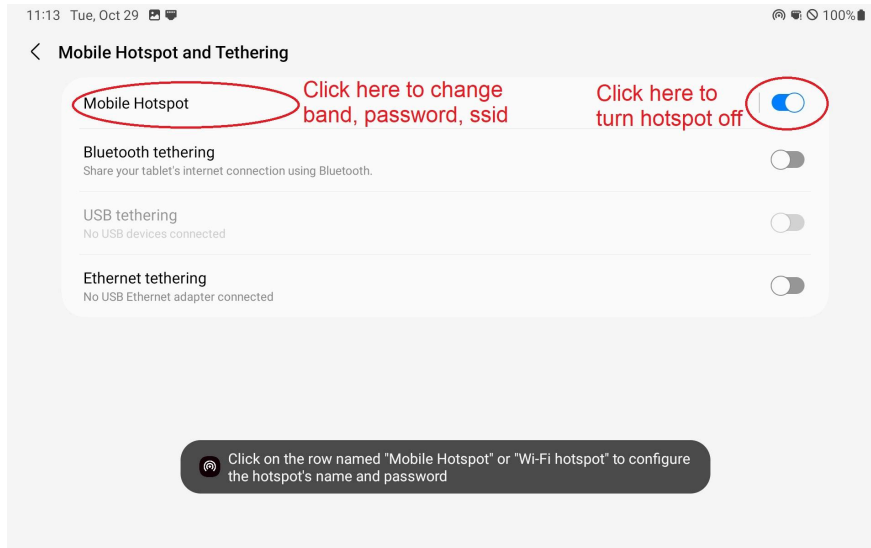 11:13 Tue, Oct 29 100%
Mobile Hotspot and Tethering
Mobile Hotspot
Click here to change
band, password, ssid
Click here to
turn hotspot off
Bluetooth tethering
Share your tablet's internet connection using Bluetooth.
USB tethering
No USB devices connected
Ethernet tethering
No USB Ethernet adapter connected
Click on the row named "Mobile Hotspot" or "Wi-Fi hotspot" to configure
the hotspot's name and password